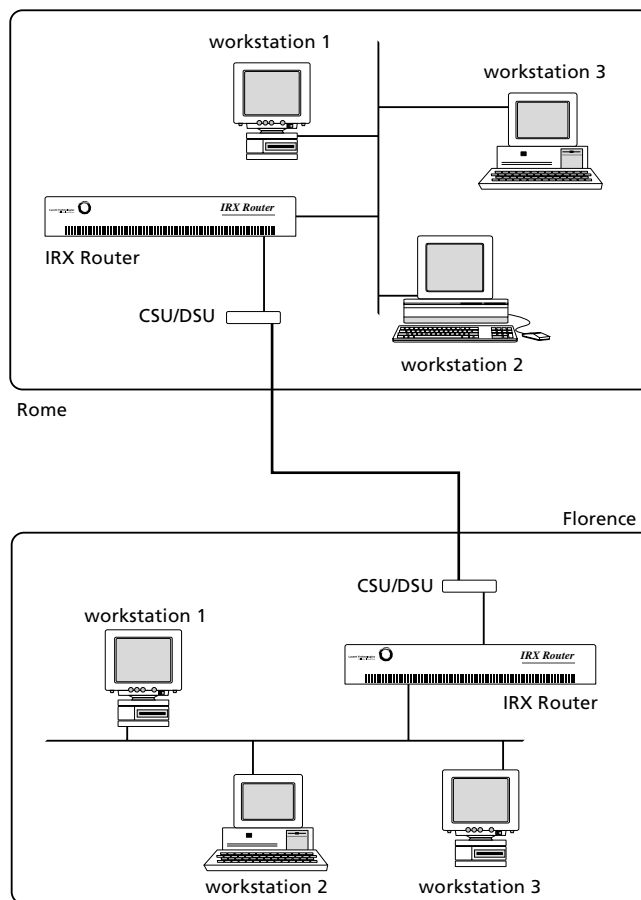 workstation 1
workstation 3
IRX Router
IRX Router
CSU/DSU
workstation 2
Rome
Florence
CSU/DSU
workstation 1
IRX Router
IRX Router
workstation 2
workstation 3